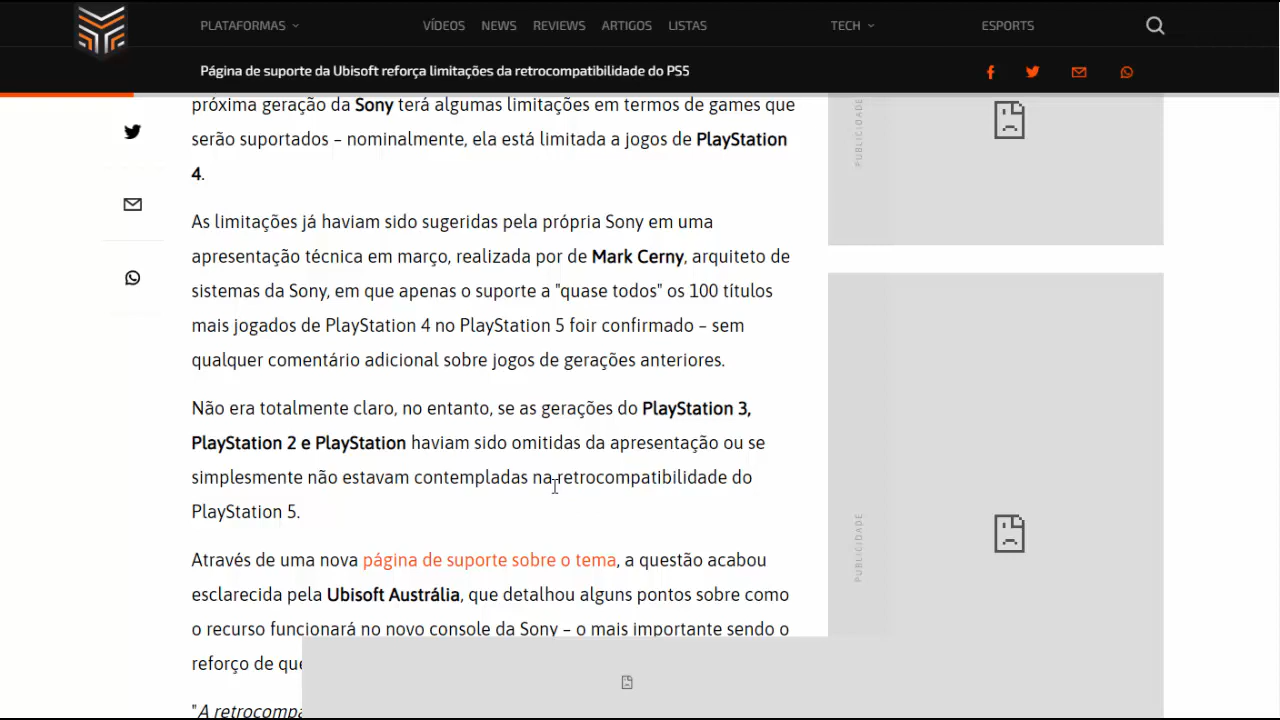 PLATAFORMAS
VÍDEOS
NEWS
REVIEWS
ARTIGOS
LISTAS
TECH
ESPORTS
Página de suporte da Ubisoft reforça limitações da retrocompatibilidade do PS5
próxima geração da Sony terá algumas limitações em termos de games que
serão suportados – nominalmente, ela está limitada a jogos de PlayStation
4.
As limitações já haviam sido sugeridas pela própria Sony em uma
apresentação técnica em março, realizada por de Mark Cerny, arquiteto de
sistemas da Sony, em que apenas o suporte a "quase todos" os 100 títulos
mais jogados de PlayStation 4 no PlayStation 5 foir confirmado – sem
qualquer comentário adicional sobre jogos de gerações anteriores.
Não era totalmente claro, no entanto, se as gerações do PlayStation 3,
PlayStation 2 e PlayStation haviam sido omitidas da apresentação ou se
simplesmente não estavam contempladas na retrocompatibilidade do
PlayStation 5.
Através de uma nova página de suporte sobre o tema, a questão acabou
esclarecida pela Ubisoft Austrália, que detalhou alguns pontos sobre como
o recurso funcionará no novo console da Sony – o mais importante sendo o
reforço de que
"A retrocompa
PUBLICIDADE
PUBLICIDADE